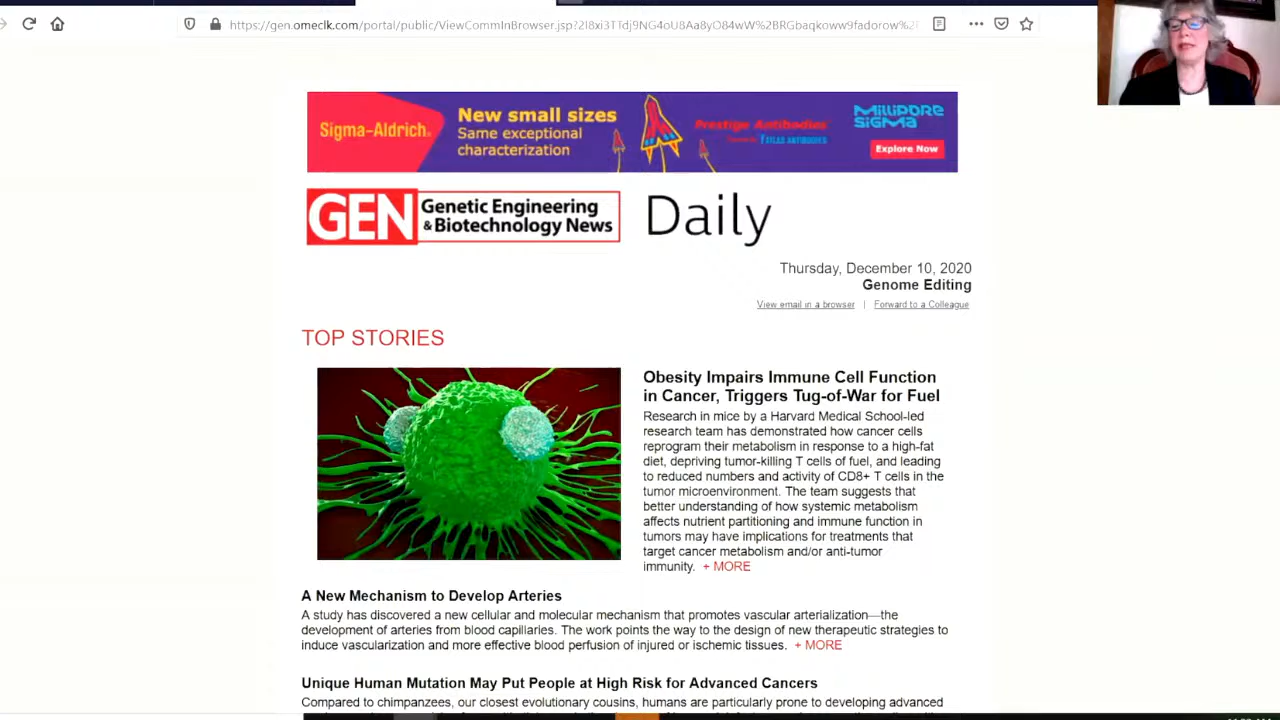 https://gen.omeclk.com/portal/public/ViewCommInBrowser.jsp?
Sigma-Aldrich
New small sizes
Same exceptional
characterization
Prestige Antibodies
ATLAS ANTIBODIES
Millipore
Sigma
Explore Now
GEN Genetic Engineering
& Biotechnology News
Daily
Thursday, December 10, 2020
Genome Editing
View email in a browser | Forward to a Colleague
TOP STORIES
Obesity Impairs Immune Cell Function
in Cancer, Triggers Tug-of-War for Fuel
Research in mice by a Harvard Medical School-led
research team has demonstrated how cancer cells
reprogram their metabolism in response to a high-fat
diet, depriving tumor-killing T cells of fuel, and leading
to reduced numbers and activity of CD8+ T cells in the
tumor microenvironment. The team suggests that
better understanding of how systemic metabolism
affects nutrient partitioning and immune function in
tumors may have implications for treatments that
target cancer metabolism and/or anti-tumor
immunity. + MORE
A New Mechanism to Develop Arteries
A study has discovered a new cellular and molecular mechanism that promotes vascular arterialization—the
development of arteries from blood capillaries. The work points the way to the design of new therapeutic strategies to
induce vascularization and more effective blood perfusion of injured or ischemic tissues. + MORE
Unique Human Mutation May Put People at High Risk for Advanced Cancers
Compared to chimpanzees, our closest evolutionary cousins, humans are particularly prone to developing advanced